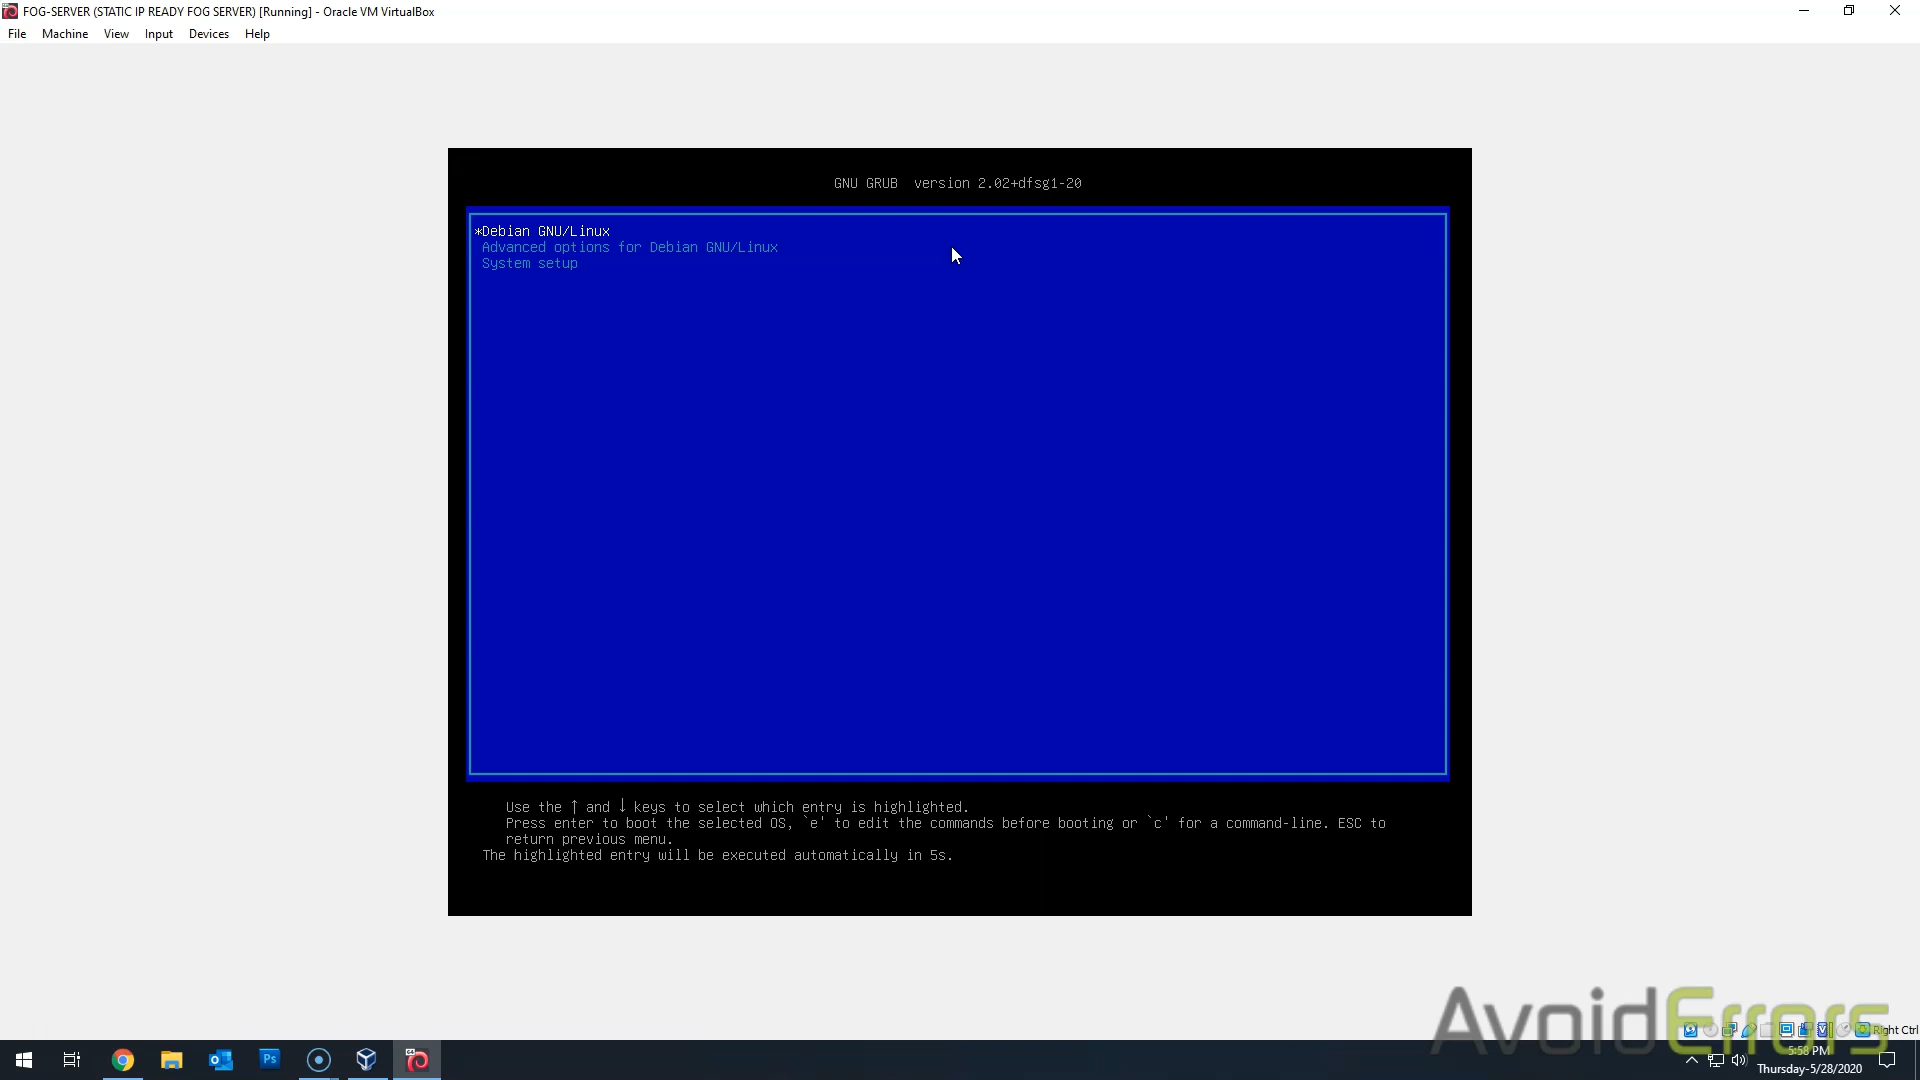 FOG-SERVER (STATIC IP READY FOG SERVER) [Running] - Oracle VM VirtualBox
File Machine View Input Devices Help
GNU GRUB version 2.02+dfsg1-20
*Debian GNU/Linux
Advanced options for Debian GNU/Linux
System setup
Use the ↑ and ↓ keys to select which entry is highlighted.
Press enter to boot the selected OS, `e' to edit the commands before booting or `c' for a command-line. ESC to
return previous menu.
The highlighted entry will be executed automatically in 5s.
AvoidErrors
Right Ctrl
Ps
5:58 PM
Thursday-5/28/2020